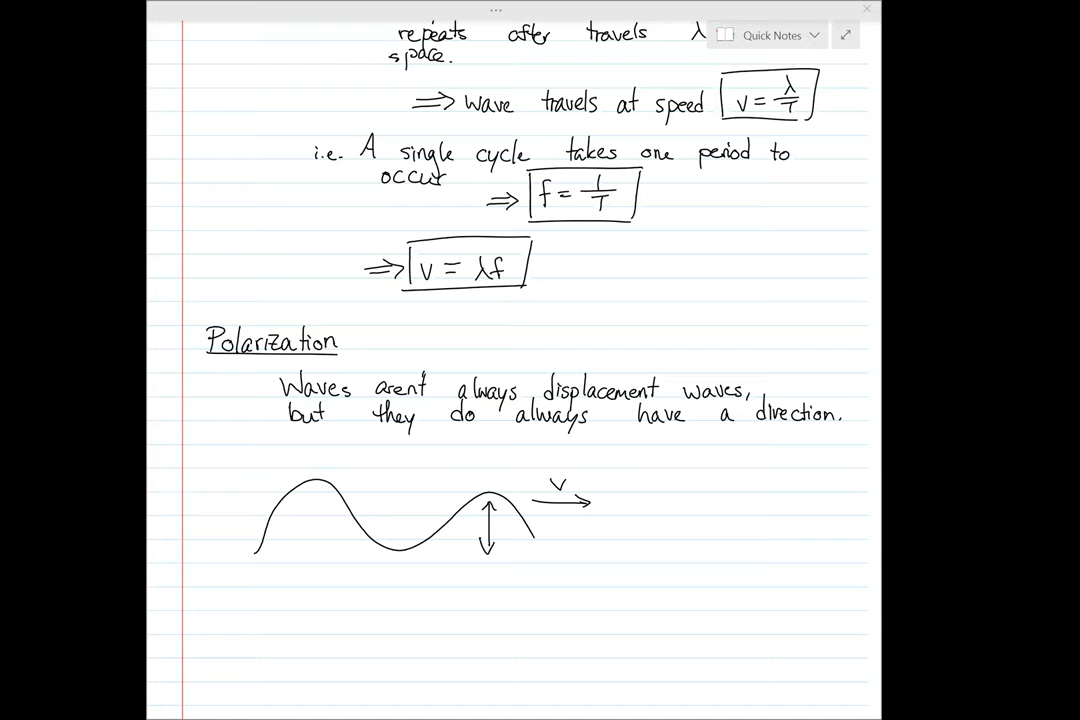 Quick Notes
repeats after travels λ
space.
⟹ wave travels at speed v = λ/T
i.e. A single cycle takes one period to
occur
⟹ f = 1/T
⟹ v = λf
Polarization
Waves aren't always displacement waves,
but they do always have a direction.
v